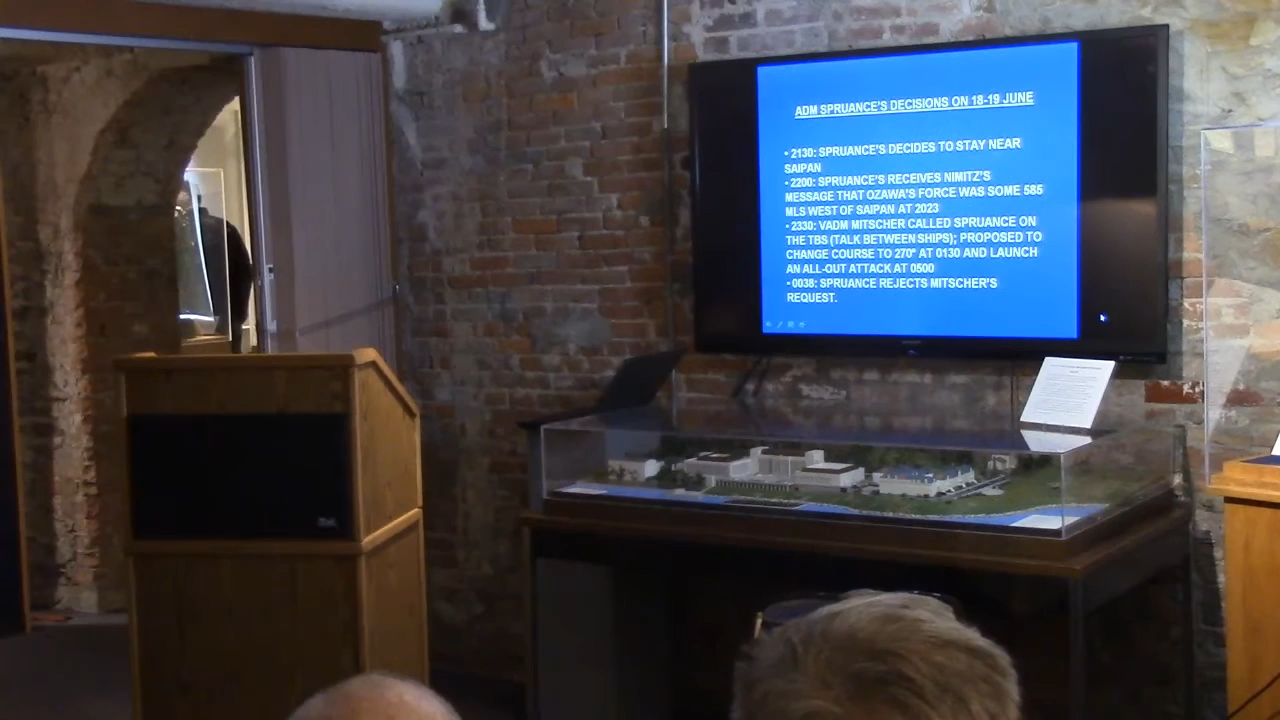 ADM SPRUANCE'S DECISIONS ON 18-19 JUNE
• 2130: SPRUANCE'S DECIDES TO STAY NEAR
SAIPAN
• 2200: SPRUANCE'S RECEIVES NIMITZ'S
MESSAGE THAT OZAWA'S FORCE WAS SOME 585
MLS WEST OF SAIPAN AT 2023
• 2330: VADM MITSCHER CALLED SPRUANCE ON
THE TBS (TALK BETWEEN SHIPS); PROPOSED TO
CHANGE COURSE TO 270° AT 0130 AND LAUNCH
AN ALL-OUT ATTACK AT 0500
• 0038: SPRUANCE REJECTS MITSCHER'S
REQUEST.